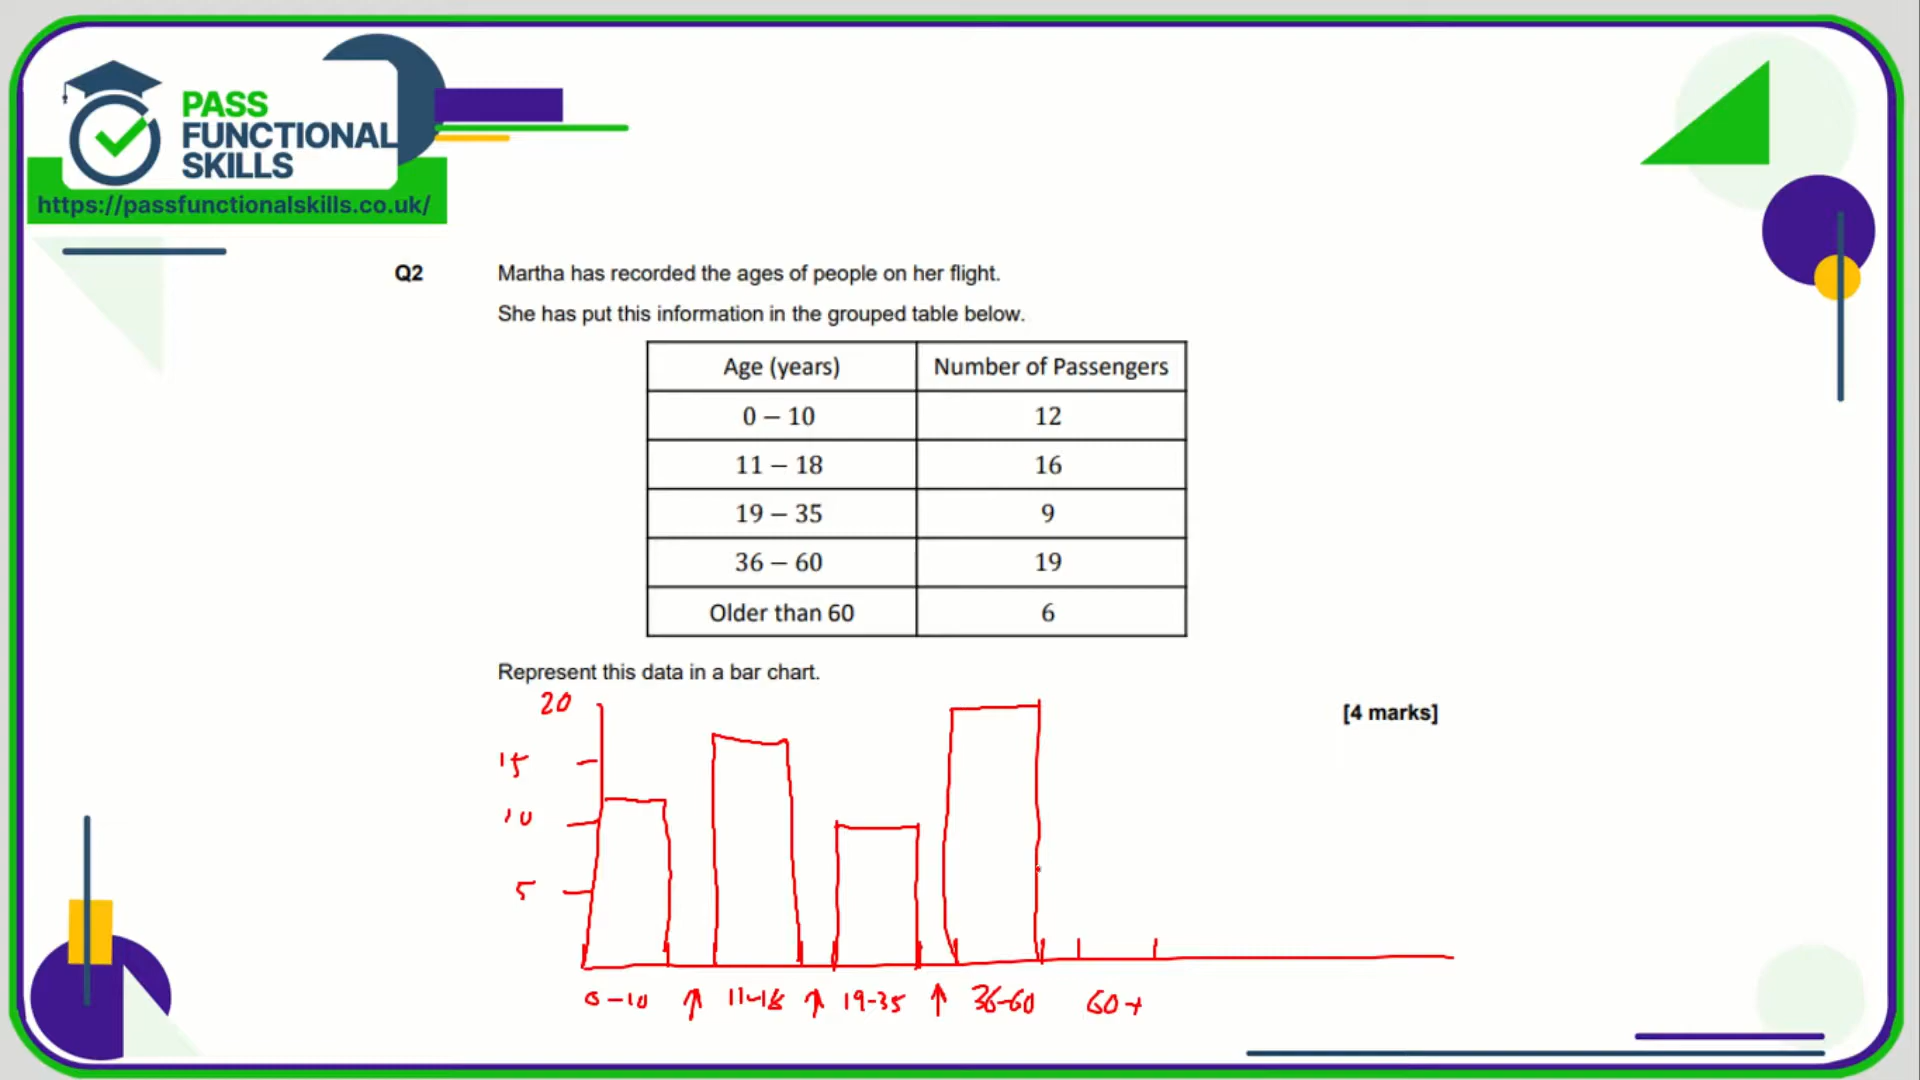 PASS
FUNCTIONAL
SKILLS
https://passfunctionalskills.co.uk/
Q2 Martha has recorded the ages of people on her flight.
She has put this information in the grouped table below.
Age (years) Number of Passengers
0 – 10 12
11 – 18 16
19 – 35 9
36 – 60 19
Older than 60 6
Represent this data in a bar chart.
[4 marks]
20
15
10
5
0-10 11-18 19-35 36-60 60+